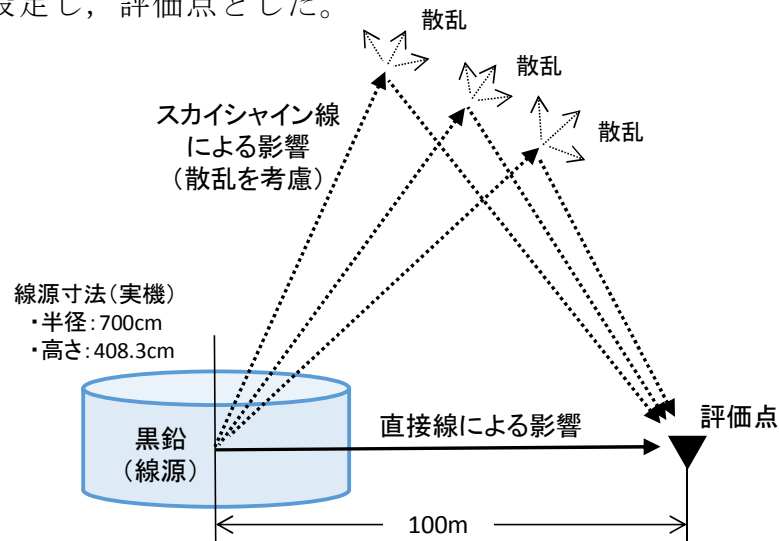 設定し，評価点とした。
散乱
散乱
散乱
スカイシャイン線
による影響
（散乱を考慮）
線源寸法（実機）
・半径：700cm
・高さ：408.3cm
黒鉛
（線源）
直接線による影響
評価点
100m